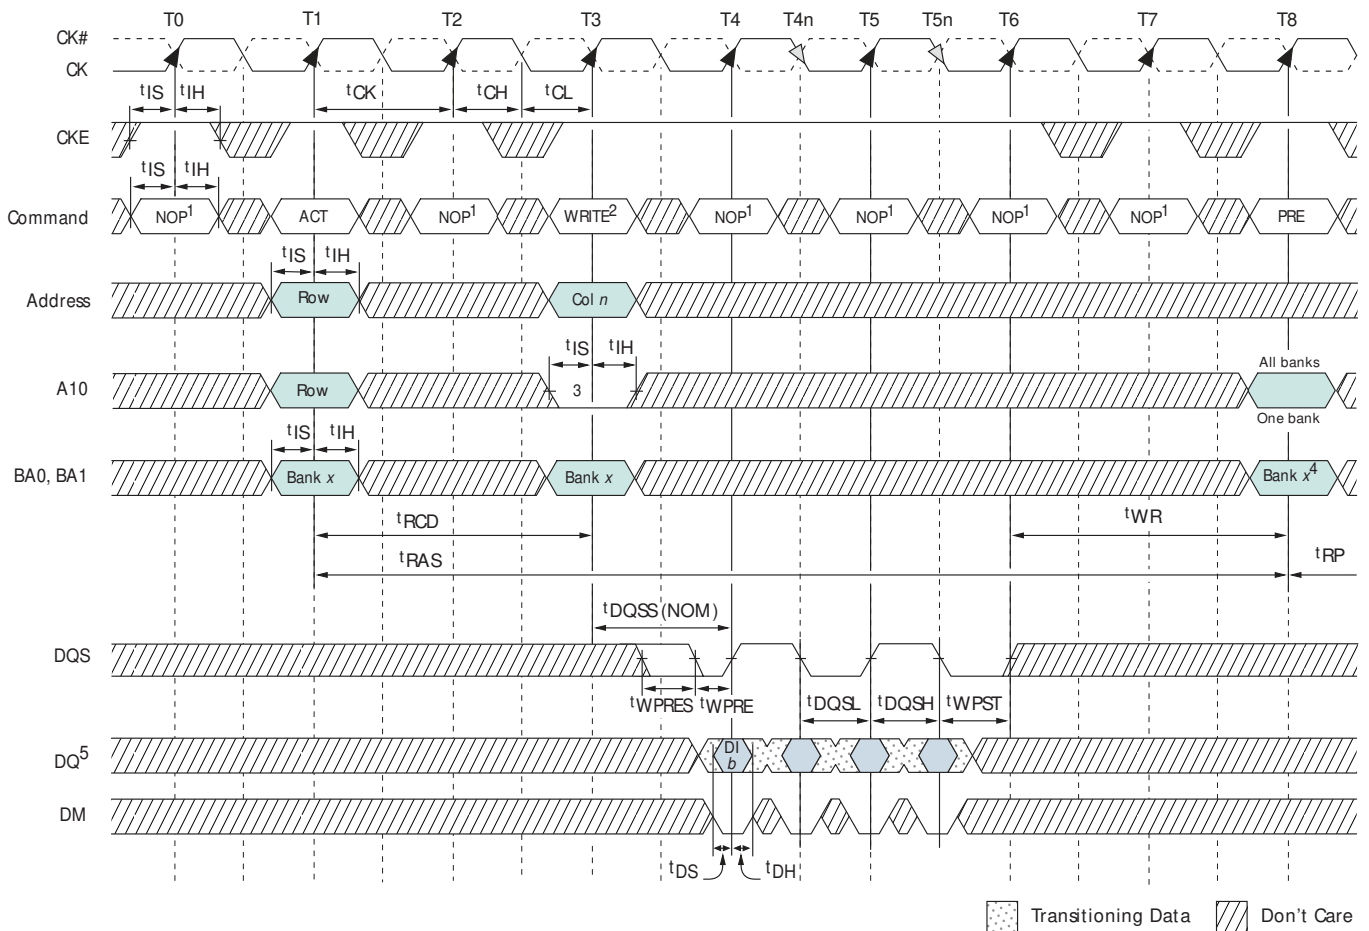 T0 T1 T2 T3 T4 T4n T5 T5n T6 T7 T8
CK#
CK
tIS tIH tCK tCH tCL
CKE
tIS tIH
Command NOP1 ACT NOP1 WRITE2 NOP1 NOP1 NOP1 NOP1 PRE
tIS tIH
Address Row Col n
tIS tIH All banks
A10 Row 3
One bank
tIS tIH
BA0, BA1 Bank x Bank x Bank x4
tRCD tWR
tRAS tRP
tDQSS (NOM)
DQS
tWPRES tWPRE tDQSL tDQSH tWPST
DQ5 DI
b
DM
tDS tDH
Transitioning Data Don't Care